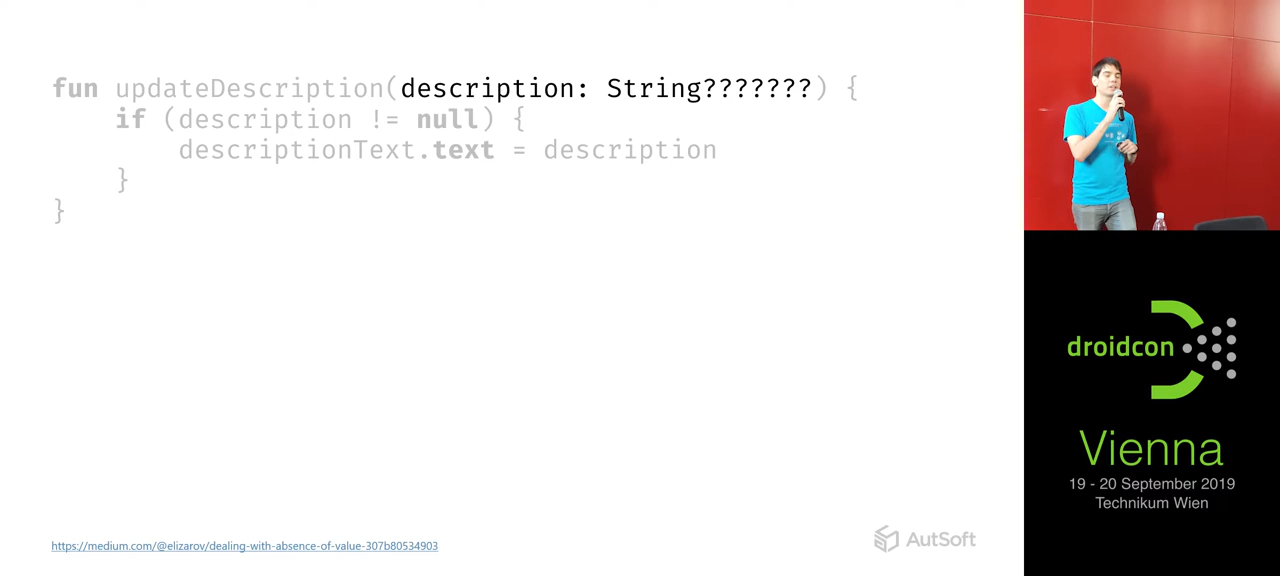 fun updateDescription(description: String???????) {
    if (description != null) {
        descriptionText.text = description
    }
}
https://medium.com/@elizarov/dealing-with-absence-of-value-307b80534903
AutSoft
droidcon
Vienna
19 - 20 September 2019
Technikum Wien